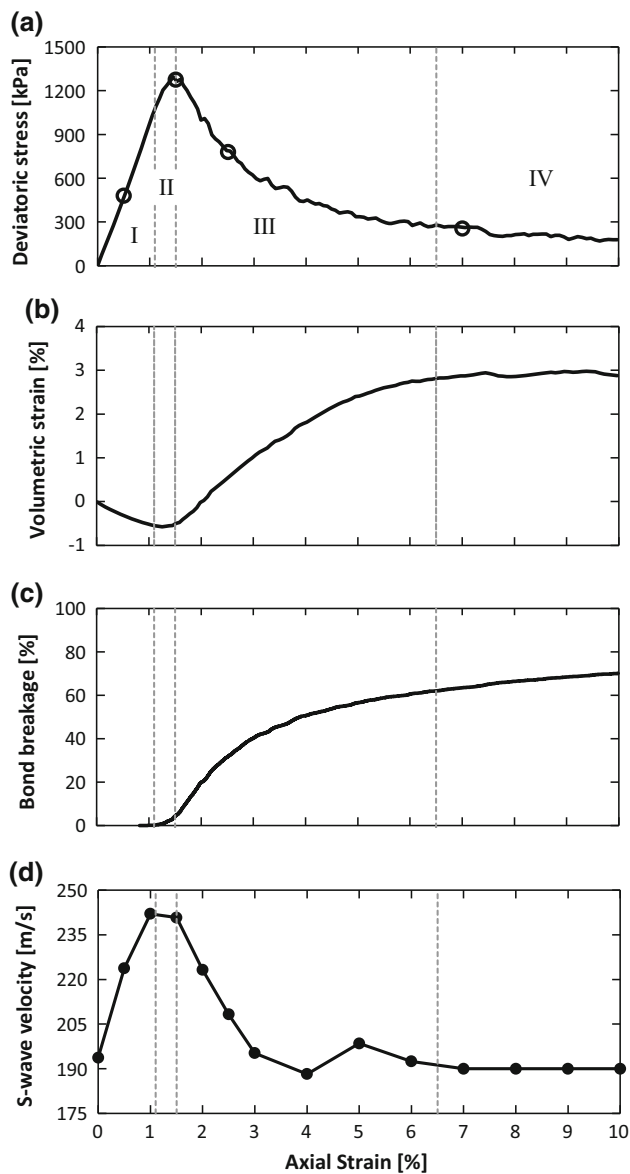 (a)
Deviatoric stress [kPa]
1500
1200
900
600
300
0
I
II
III
IV
(b)
Volumetric strain [%]
4
3
2
1
0
-1
(c)
Bond breakage [%]
100
80
60
40
20
0
(d)
S-wave velocity [m/s]
250
235
220
205
190
175
0 1 2 3 4 5 6 7 8 9 10
Axial Strain [%]